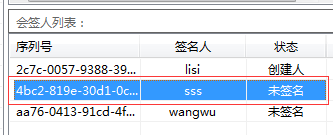 会签人列表：
序列号 签名人 状态
2c7c-0057-9388-39... lisi 创建人
4bc2-819e-30d1-0c... sss 未签名
aa76-0413-91cd-4f... wangwu 未签名